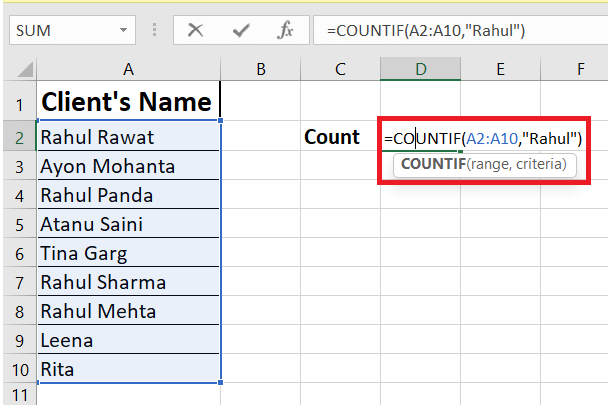 SUM =COUNTIF(A2:A10,"Rahul")
A B C D E F
1 Client's Name
2 Rahul Rawat Count =COUNTIF(A2:A10,"Rahul")
3 Ayon Mohanta COUNTIF(range, criteria)
4 Rahul Panda
5 Atanu Saini
6 Tina Garg
7 Rahul Sharma
8 Rahul Mehta
9 Leena
10 Rita
11